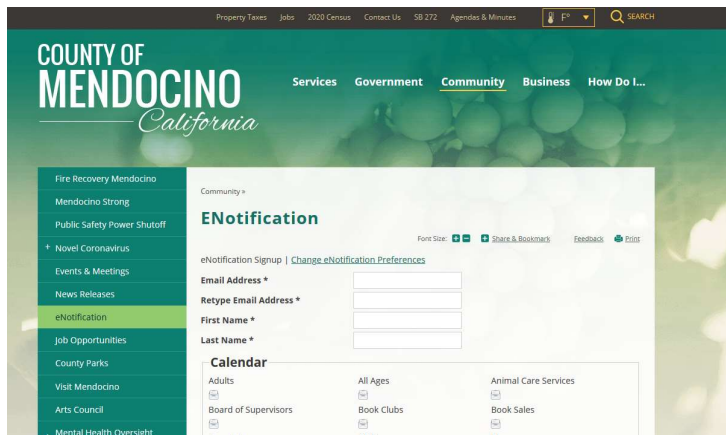 Property Taxes Jobs 2020 Census Contact Us SB 272 Agendas & Minutes F° SEARCH
COUNTY OF
MENDOCINO
California
Services Government Community Business How Do I...
Fire Recovery Mendocino
Mendocino Strong
Public Safety Power Shutoff
+ Novel Coronavirus
Events & Meetings
News Releases
eNotification
Job Opportunities
County Parks
Visit Mendocino
Arts Council
Mental Health Oversight
Community »
ENotification
Font Size: + - + Share & Bookmark Feedback Print
eNotification Signup | Change eNotification Preferences
Email Address *
Retype Email Address *
First Name *
Last Name *
Calendar
Adults All Ages Animal Care Services
Board of Supervisors Book Clubs Book Sales